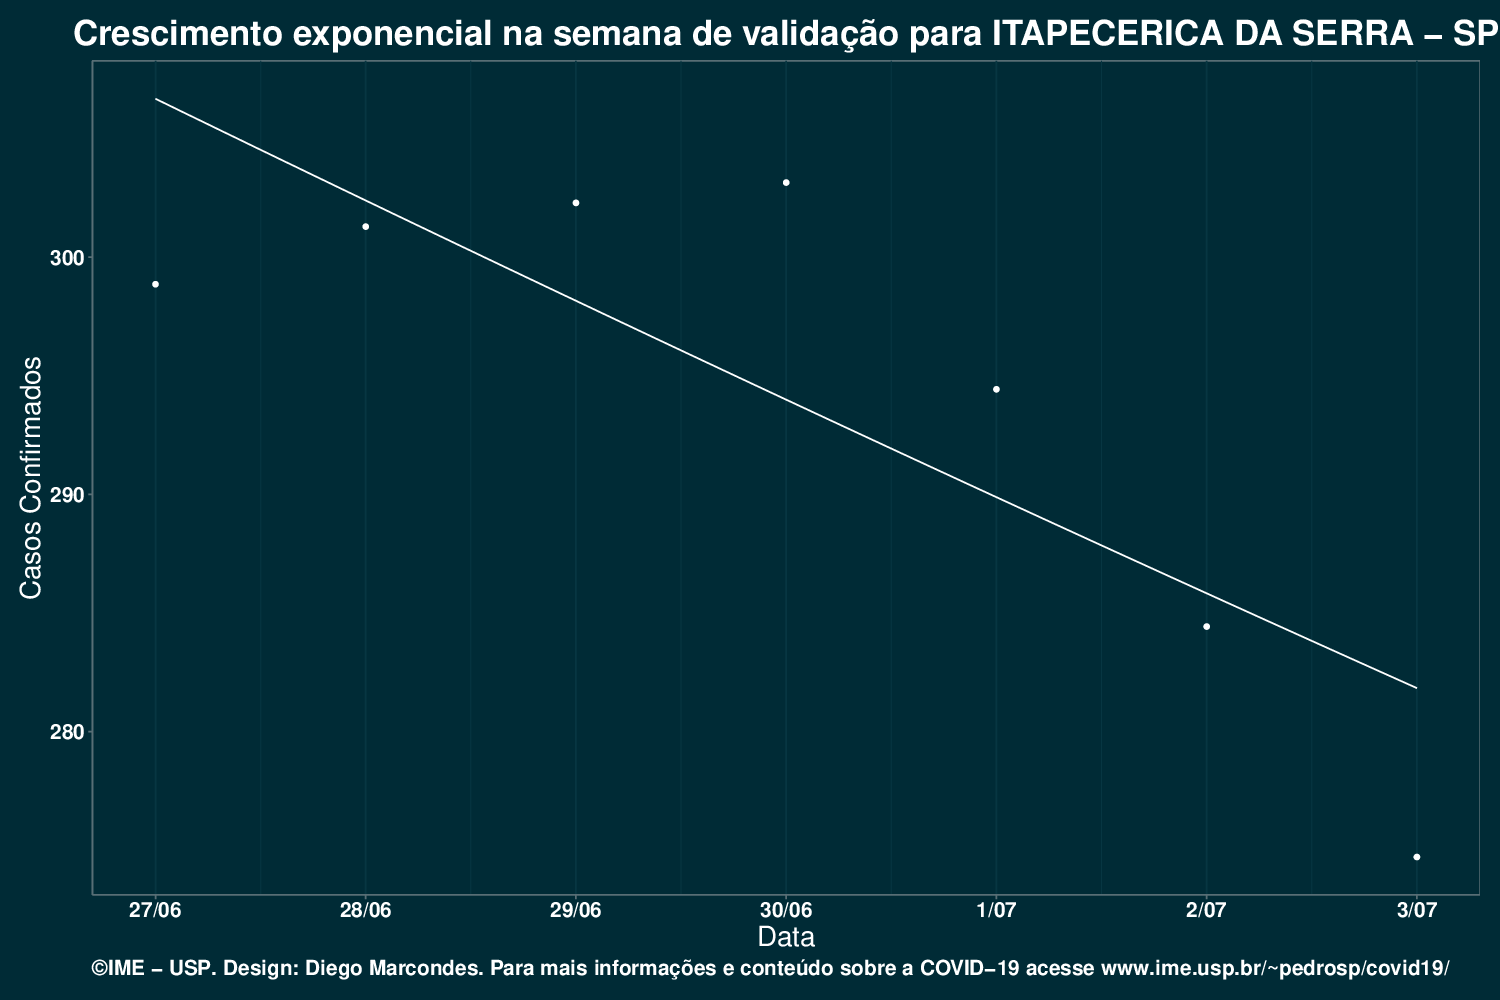 Crescimento exponencial na semana de validação para ITAPECERICA DA SERRA – SP
300
290
280
Casos Confirmados
27/06 28/06 29/06 30/06 1/07 2/07 3/07
Data
©IME – USP. Design: Diego Marcondes. Para mais informações e conteúdo sobre a COVID–19 acesse www.ime.usp.br/~pedrosp/covid19/